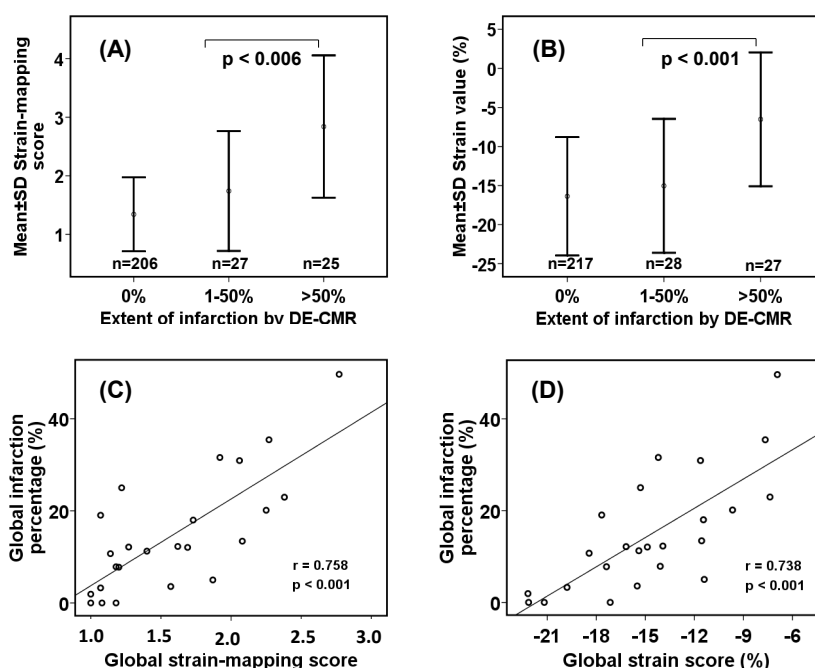 (A)
p < 0.006
Mean±SD Strain-mapping
score
4
3
2
1
n=206
n=27
n=25
0%
1-50%
>50%
Extent of infarction by DE-CMR
(B)
p < 0.001
Mean±SD Strain value (%)
5
0
-5
-10
-15
-20
-25
n=217
n=28
n=27
0%
1-50%
>50%
Extent of infarction by DE-CMR
(C)
Global infarction
percentage (%)
40
20
0
r = 0.758
p < 0.001
1.0
1.5
2.0
2.5
3.0
Global strain-mapping score
(D)
Global infarction
percentage (%)
40
20
0
r = 0.738
p < 0.001
-21
-18
-15
-12
-9
-6
Global strain score (%)